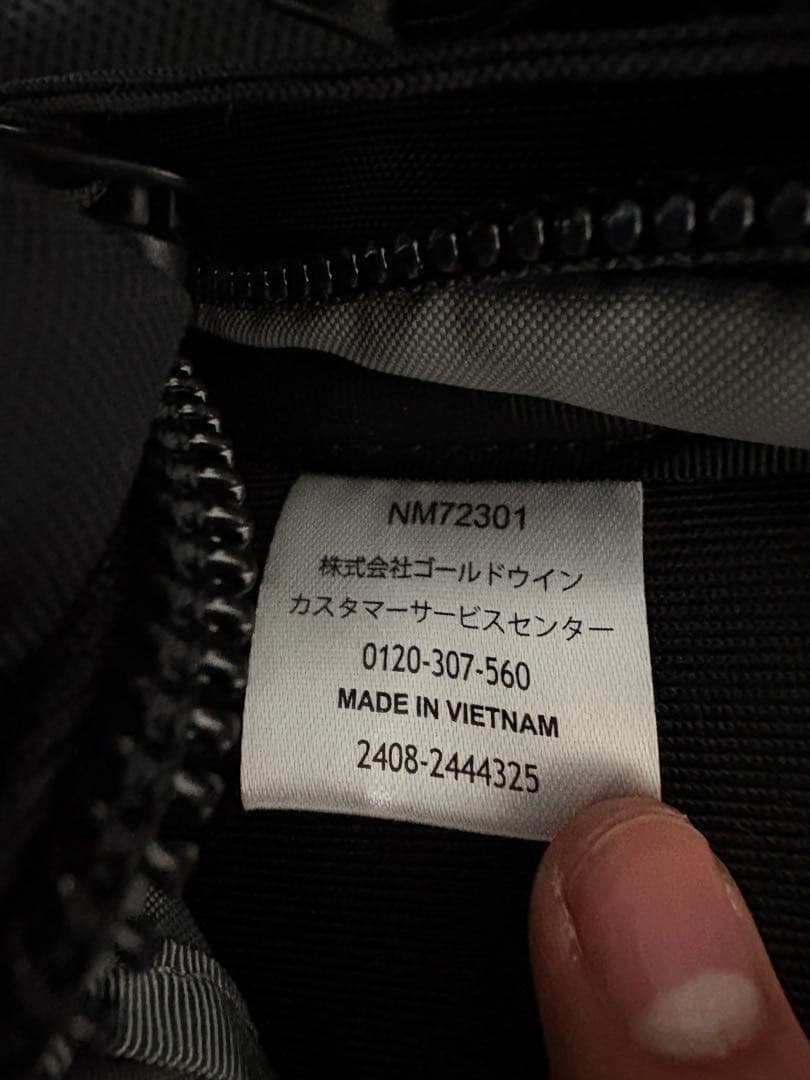 NM72301
株式会社ゴールドウイン
カスタマーサービスセンター
0120-307-560
MADE IN VIETNAM
2408-2444325